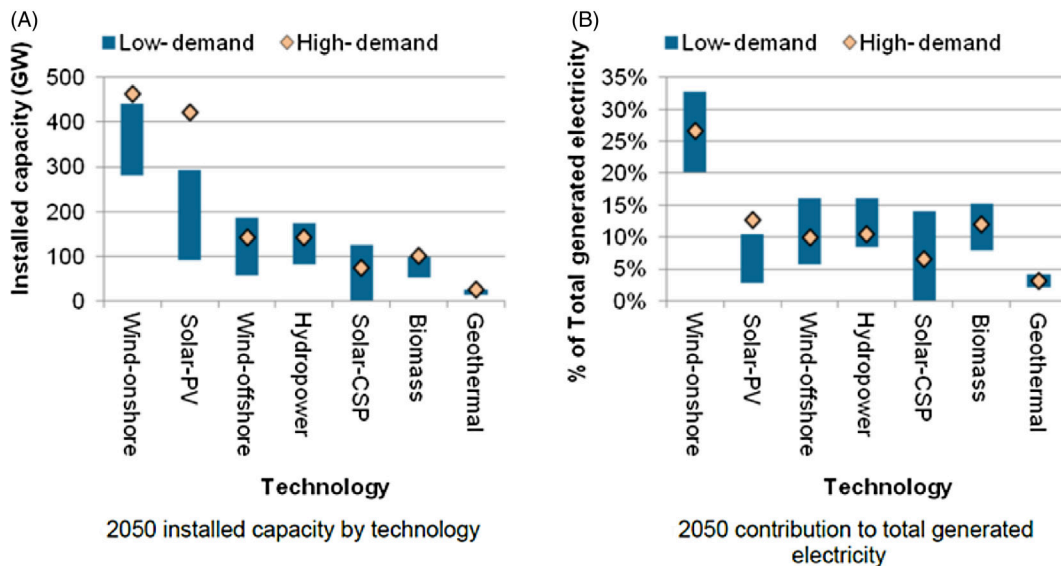 (A)
Low-demand
High-demand
Installed capacity (GW)
500
400
300
200
100
0
Wind-onshore
Solar-PV
Wind-offshore
Hydropower
Solar-CSP
Biomass
Geothermal
Technology
2050 installed capacity by technology
(B)
Low-demand
High-demand
% of Total generated electricity
35%
30%
25%
20%
15%
10%
5%
0%
Wind-onshore
Solar-PV
Wind-offshore
Hydropower
Solar-CSP
Biomass
Geothermal
Technology
2050 contribution to total generated
electricity